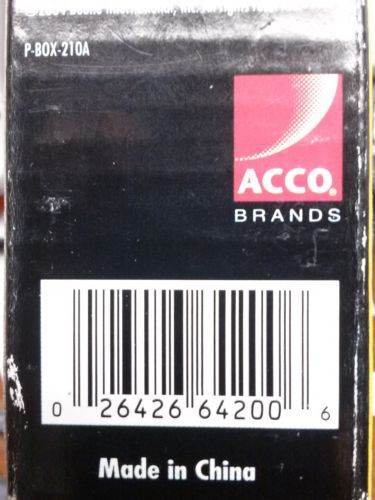 P-BOX-210A
ACCO®
BRANDS
0 26426 64200 6
Made in China